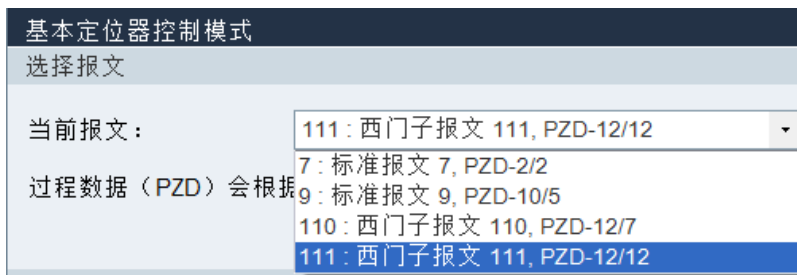 基本定位器控制模式
选择报文
当前报文：
111 : 西门子报文 111, PZD-12/12
7 : 标准报文 7, PZD-2/2
过程数据（PZD）会根据
9 : 标准报文 9, PZD-10/5
110 : 西门子报文 110, PZD-12/7
111 : 西门子报文 111, PZD-12/12